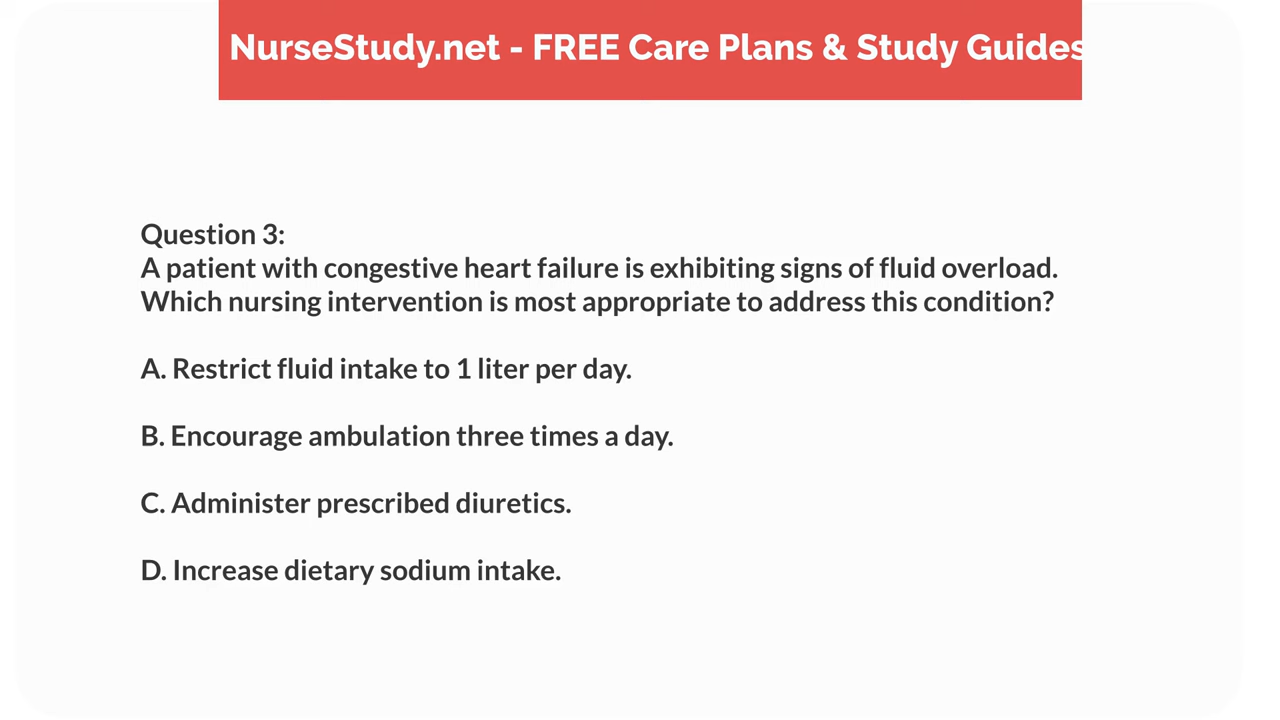 NurseStudy.net - FREE Care Plans & Study Guides
Question 3:
A patient with congestive heart failure is exhibiting signs of fluid overload.
Which nursing intervention is most appropriate to address this condition?
A. Restrict fluid intake to 1 liter per day.
B. Encourage ambulation three times a day.
C. Administer prescribed diuretics.
D. Increase dietary sodium intake.